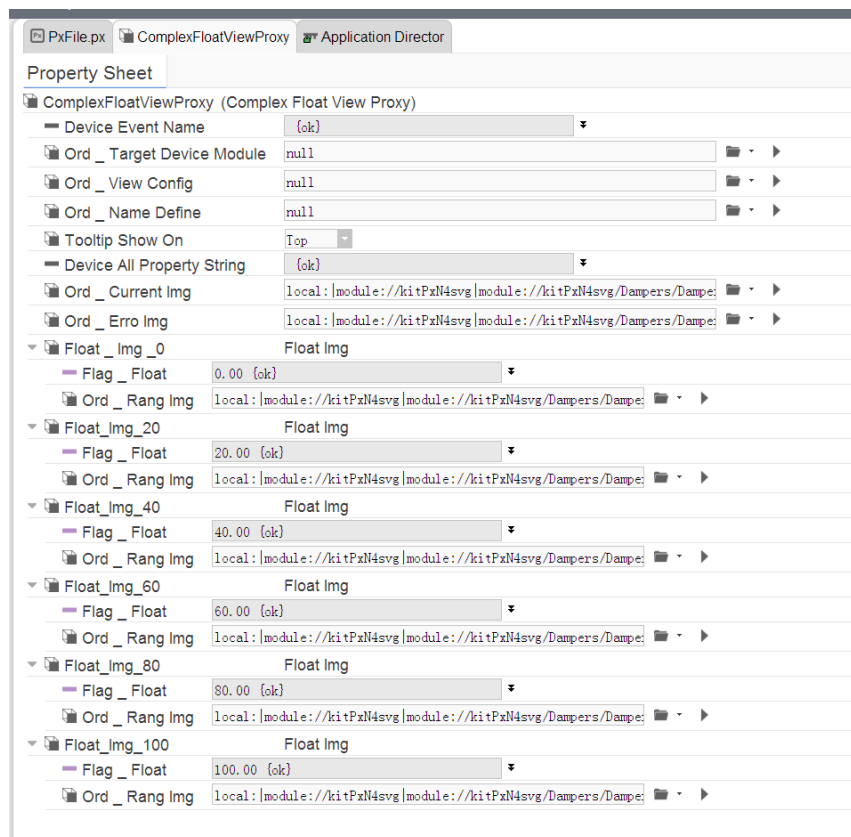 PxFile.px ComplexFloatViewProxy Application Director
Property Sheet
ComplexFloatViewProxy (Complex Float View Proxy)
Device Event Name {ok}
Ord _ Target Device Module null
Ord _ View Config null
Ord _ Name Define null
Tooltip Show On Top
Device All Property String {ok}
Ord _ Current Img local:|module://kitPxN4svg|module://kitPxN4svg/Dampers/Dampe
Ord _ Erro Img local:|module://kitPxN4svg|module://kitPxN4svg/Dampers/Dampe
Float _ Img _0 Float Img
Flag _ Float 0.00 {ok}
Ord _ Rang Img local:|module://kitPxN4svg|module://kitPxN4svg/Dampers/Dampe
Float_Img_20 Float Img
Flag _ Float 20.00 {ok}
Ord _ Rang Img local:|module://kitPxN4svg|module://kitPxN4svg/Dampers/Dampe
Float_Img_40 Float Img
Flag _ Float 40.00 {ok}
Ord _ Rang Img local:|module://kitPxN4svg|module://kitPxN4svg/Dampers/Dampe
Float_Img_60 Float Img
Flag _ Float 60.00 {ok}
Ord _ Rang Img local:|module://kitPxN4svg|module://kitPxN4svg/Dampers/Dampe
Float_Img_80 Float Img
Flag _ Float 80.00 {ok}
Ord _ Rang Img local:|module://kitPxN4svg|module://kitPxN4svg/Dampers/Dampe
Float_Img_100 Float Img
Flag _ Float 100.00 {ok}
Ord _ Rang Img local:|module://kitPxN4svg|module://kitPxN4svg/Dampers/Dampe